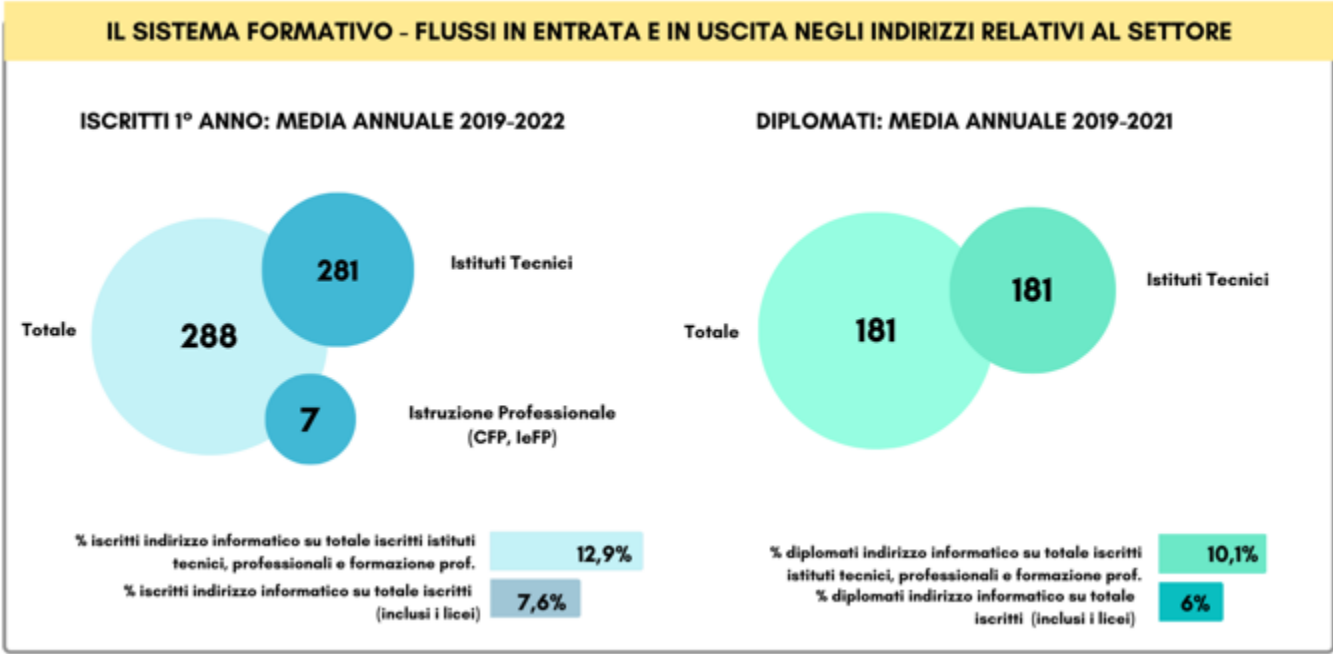 IL SISTEMA FORMATIVO - FLUSSI IN ENTRATA E IN USCITA NEGLI INDIRIZZI RELATIVI AL SETTORE
ISCRITTI 1° ANNO: MEDIA ANNUALE 2019-2022
281
Istituti Tecnici
Totale
288
7
Istruzione Professionale
(CFP, IeFP)
% iscritti indirizzo informatico su totale iscritti istituti
tecnici, professionali e formazione prof.
12,9%
% iscritti indirizzo informatico su totale iscritti
(inclusi i licei)
7,6%
DIPLOMATI: MEDIA ANNUALE 2019-2021
181
Istituti Tecnici
Totale
181
% diplomati indirizzo informatico su totale iscritti
istituti tecnici, professionali e formazione prof.
10,1%
% diplomati indirizzo informatico su totale
iscritti (inclusi i licei)
6%